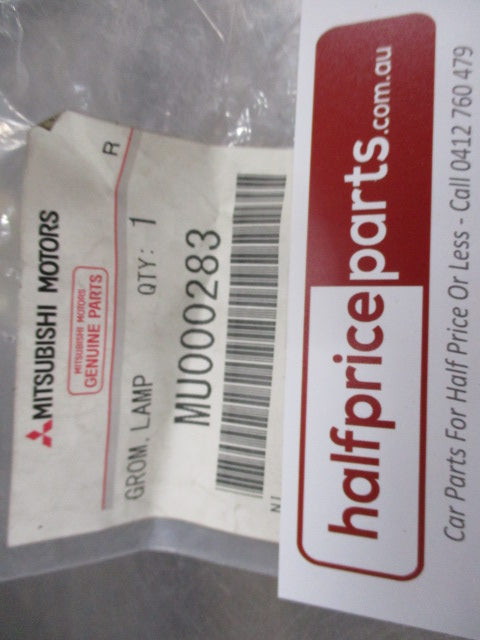 MITSUBISHI MOTORS
MITSUBISHI MOTORS
GENUINE PARTS
R
GROM,LAMP QTY: 1
MU000283
NI
halfpriceparts.com.au
Car Parts For Half Price Or Less - Call 0412 760 479